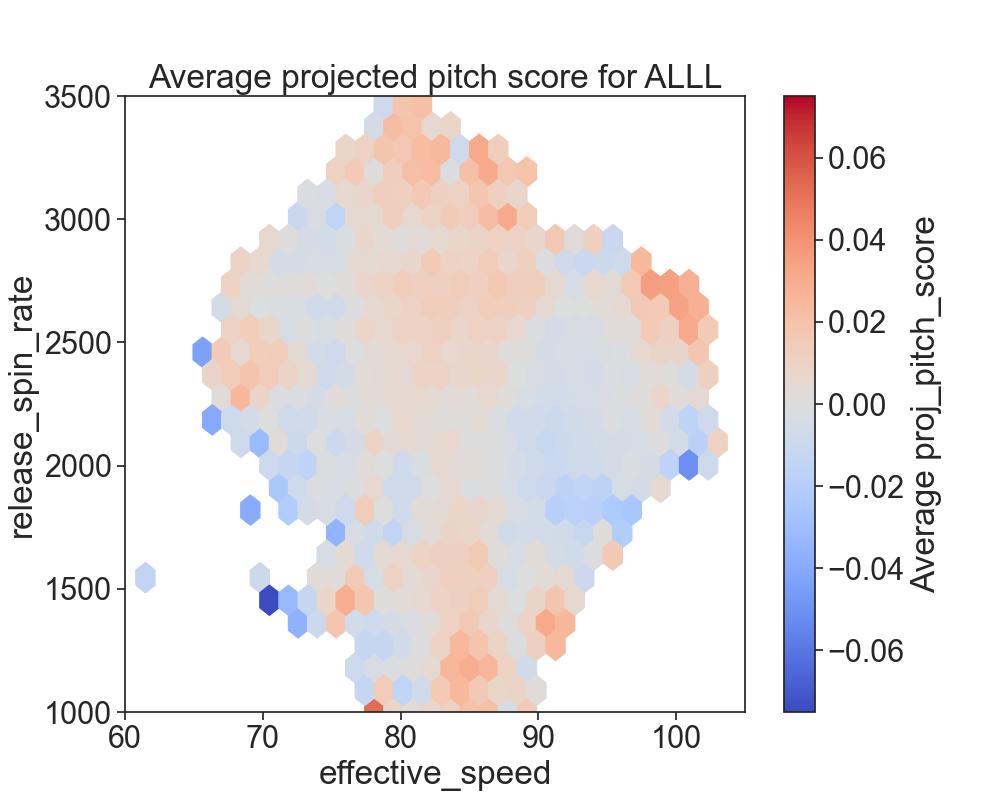 Average projected pitch score for ALLL
release_spin_rate
3500
3000
2500
2000
1500
1000
60 70 80 90 100
effective_speed
0.06
0.04
0.02
0.00
−0.02
−0.04
−0.06
Average proj_pitch_score